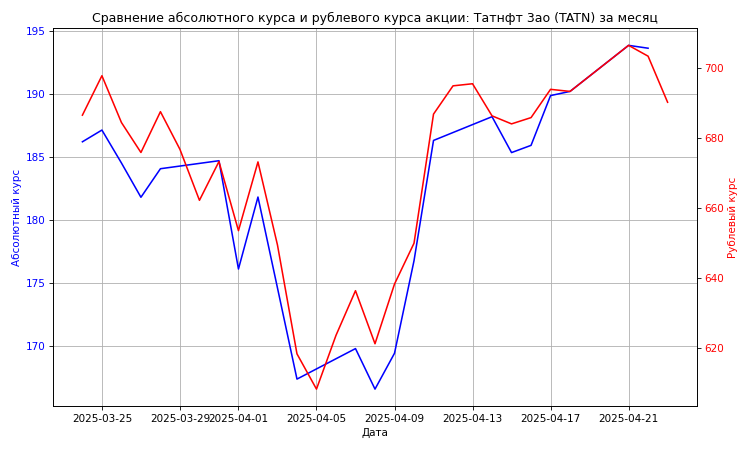 Сравнение абсолютного курса и рублевого курса акции: Татнфт 3ао (TATN) за месяц
195
190
185
180
175
170
Абсолютный курс
700
680
660
640
620
Рублевый курс
2025-03-25 2025-03-29 2025-04-01 2025-04-05 2025-04-09 2025-04-13 2025-04-17 2025-04-21
Дата